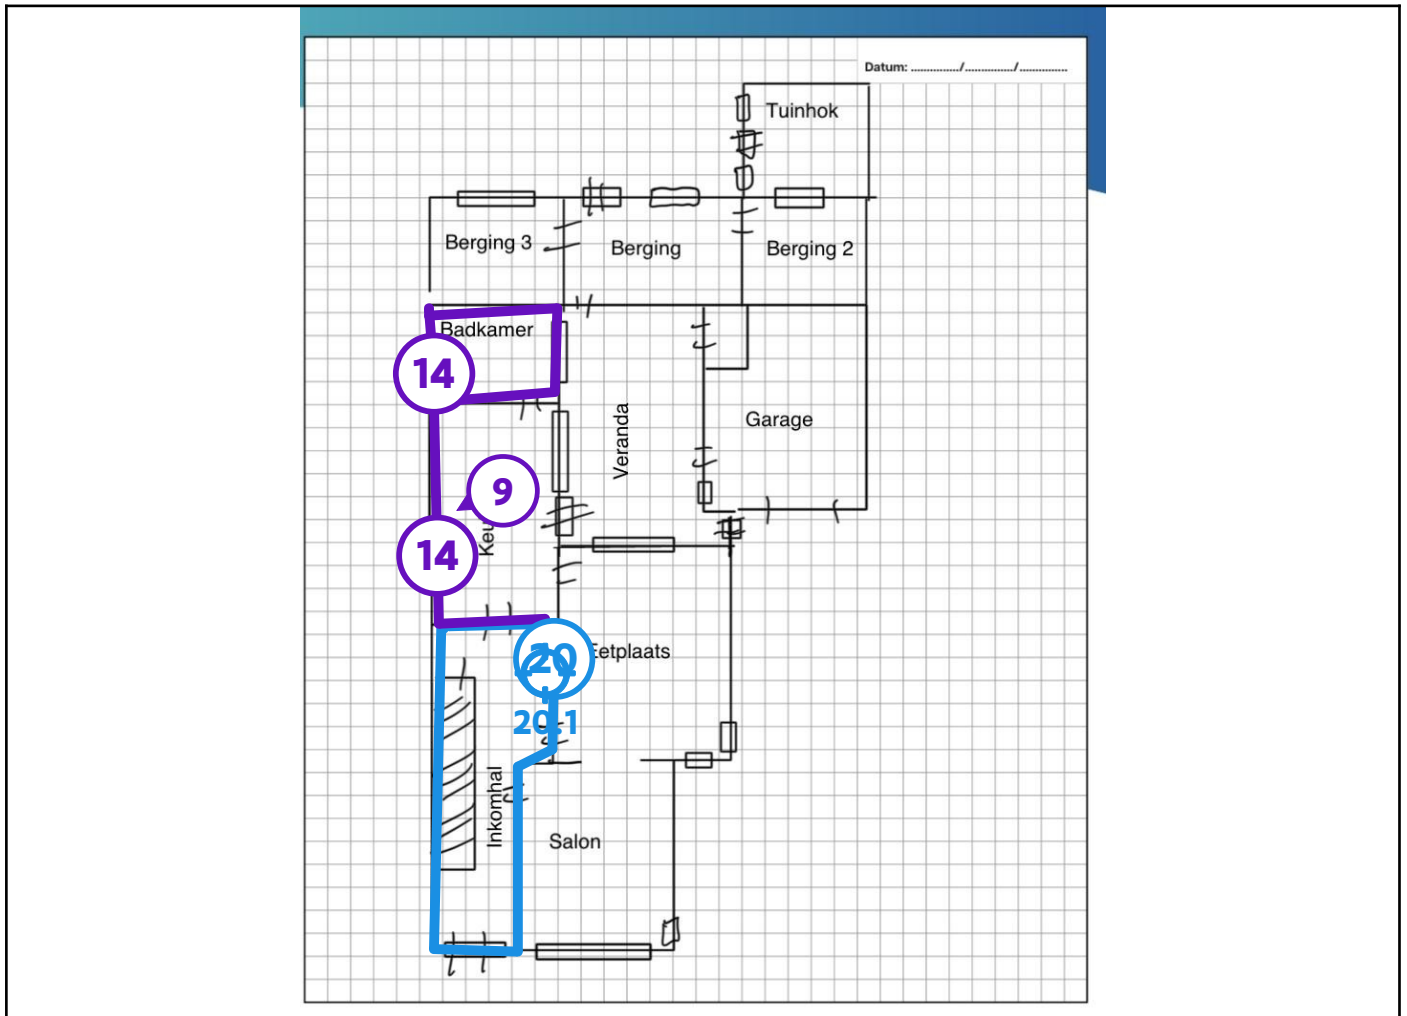 Datum: ............../............../..............
Tuinhok
Berging 3
Berging
Berging 2
Badkamer
14
Garage
Veranda
9
14
Keu
20
Eetplaats
20.1
Inkomhal
Salon